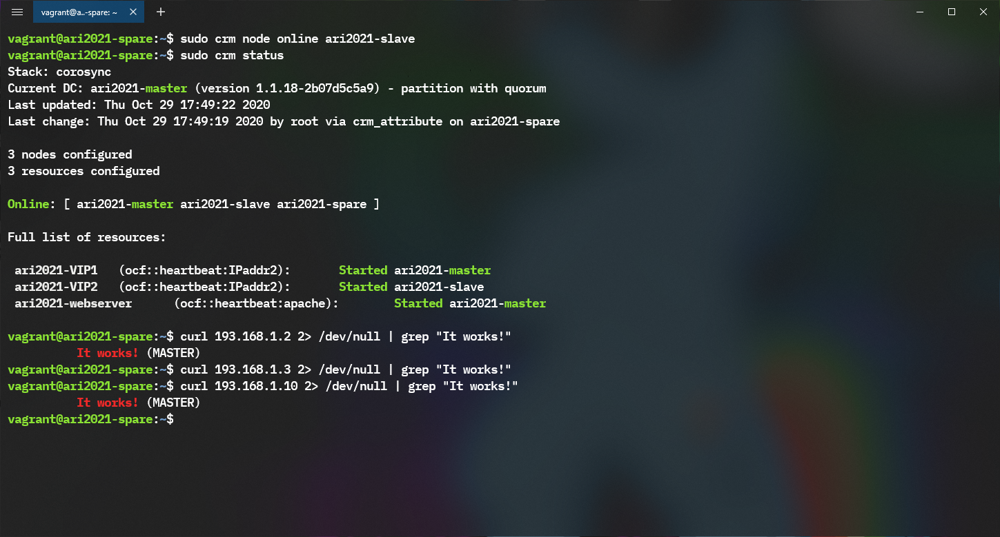 vagrant@a..-spare: ~
vagrant@ari2021-spare:~$ sudo crm node online ari2021-slave
vagrant@ari2021-spare:~$ sudo crm status
Stack: corosync
Current DC: ari2021-master (version 1.1.18-2b07d5c5a9) - partition with quorum
Last updated: Thu Oct 29 17:49:22 2020
Last change: Thu Oct 29 17:49:19 2020 by root via crm_attribute on ari2021-spare
3 nodes configured
3 resources configured
Online: [ ari2021-master ari2021-slave ari2021-spare ]
Full list of resources:
ari2021-VIP1 (ocf::heartbeat:IPaddr2): Started ari2021-master
ari2021-VIP2 (ocf::heartbeat:IPaddr2): Started ari2021-slave
ari2021-webserver (ocf::heartbeat:apache): Started ari2021-master
vagrant@ari2021-spare:~$ curl 193.168.1.2 2> /dev/null | grep "It works!"
It works! (MASTER)
vagrant@ari2021-spare:~$ curl 193.168.1.3 2> /dev/null | grep "It works!"
vagrant@ari2021-spare:~$ curl 193.168.1.10 2> /dev/null | grep "It works!"
It works! (MASTER)
vagrant@ari2021-spare:~$